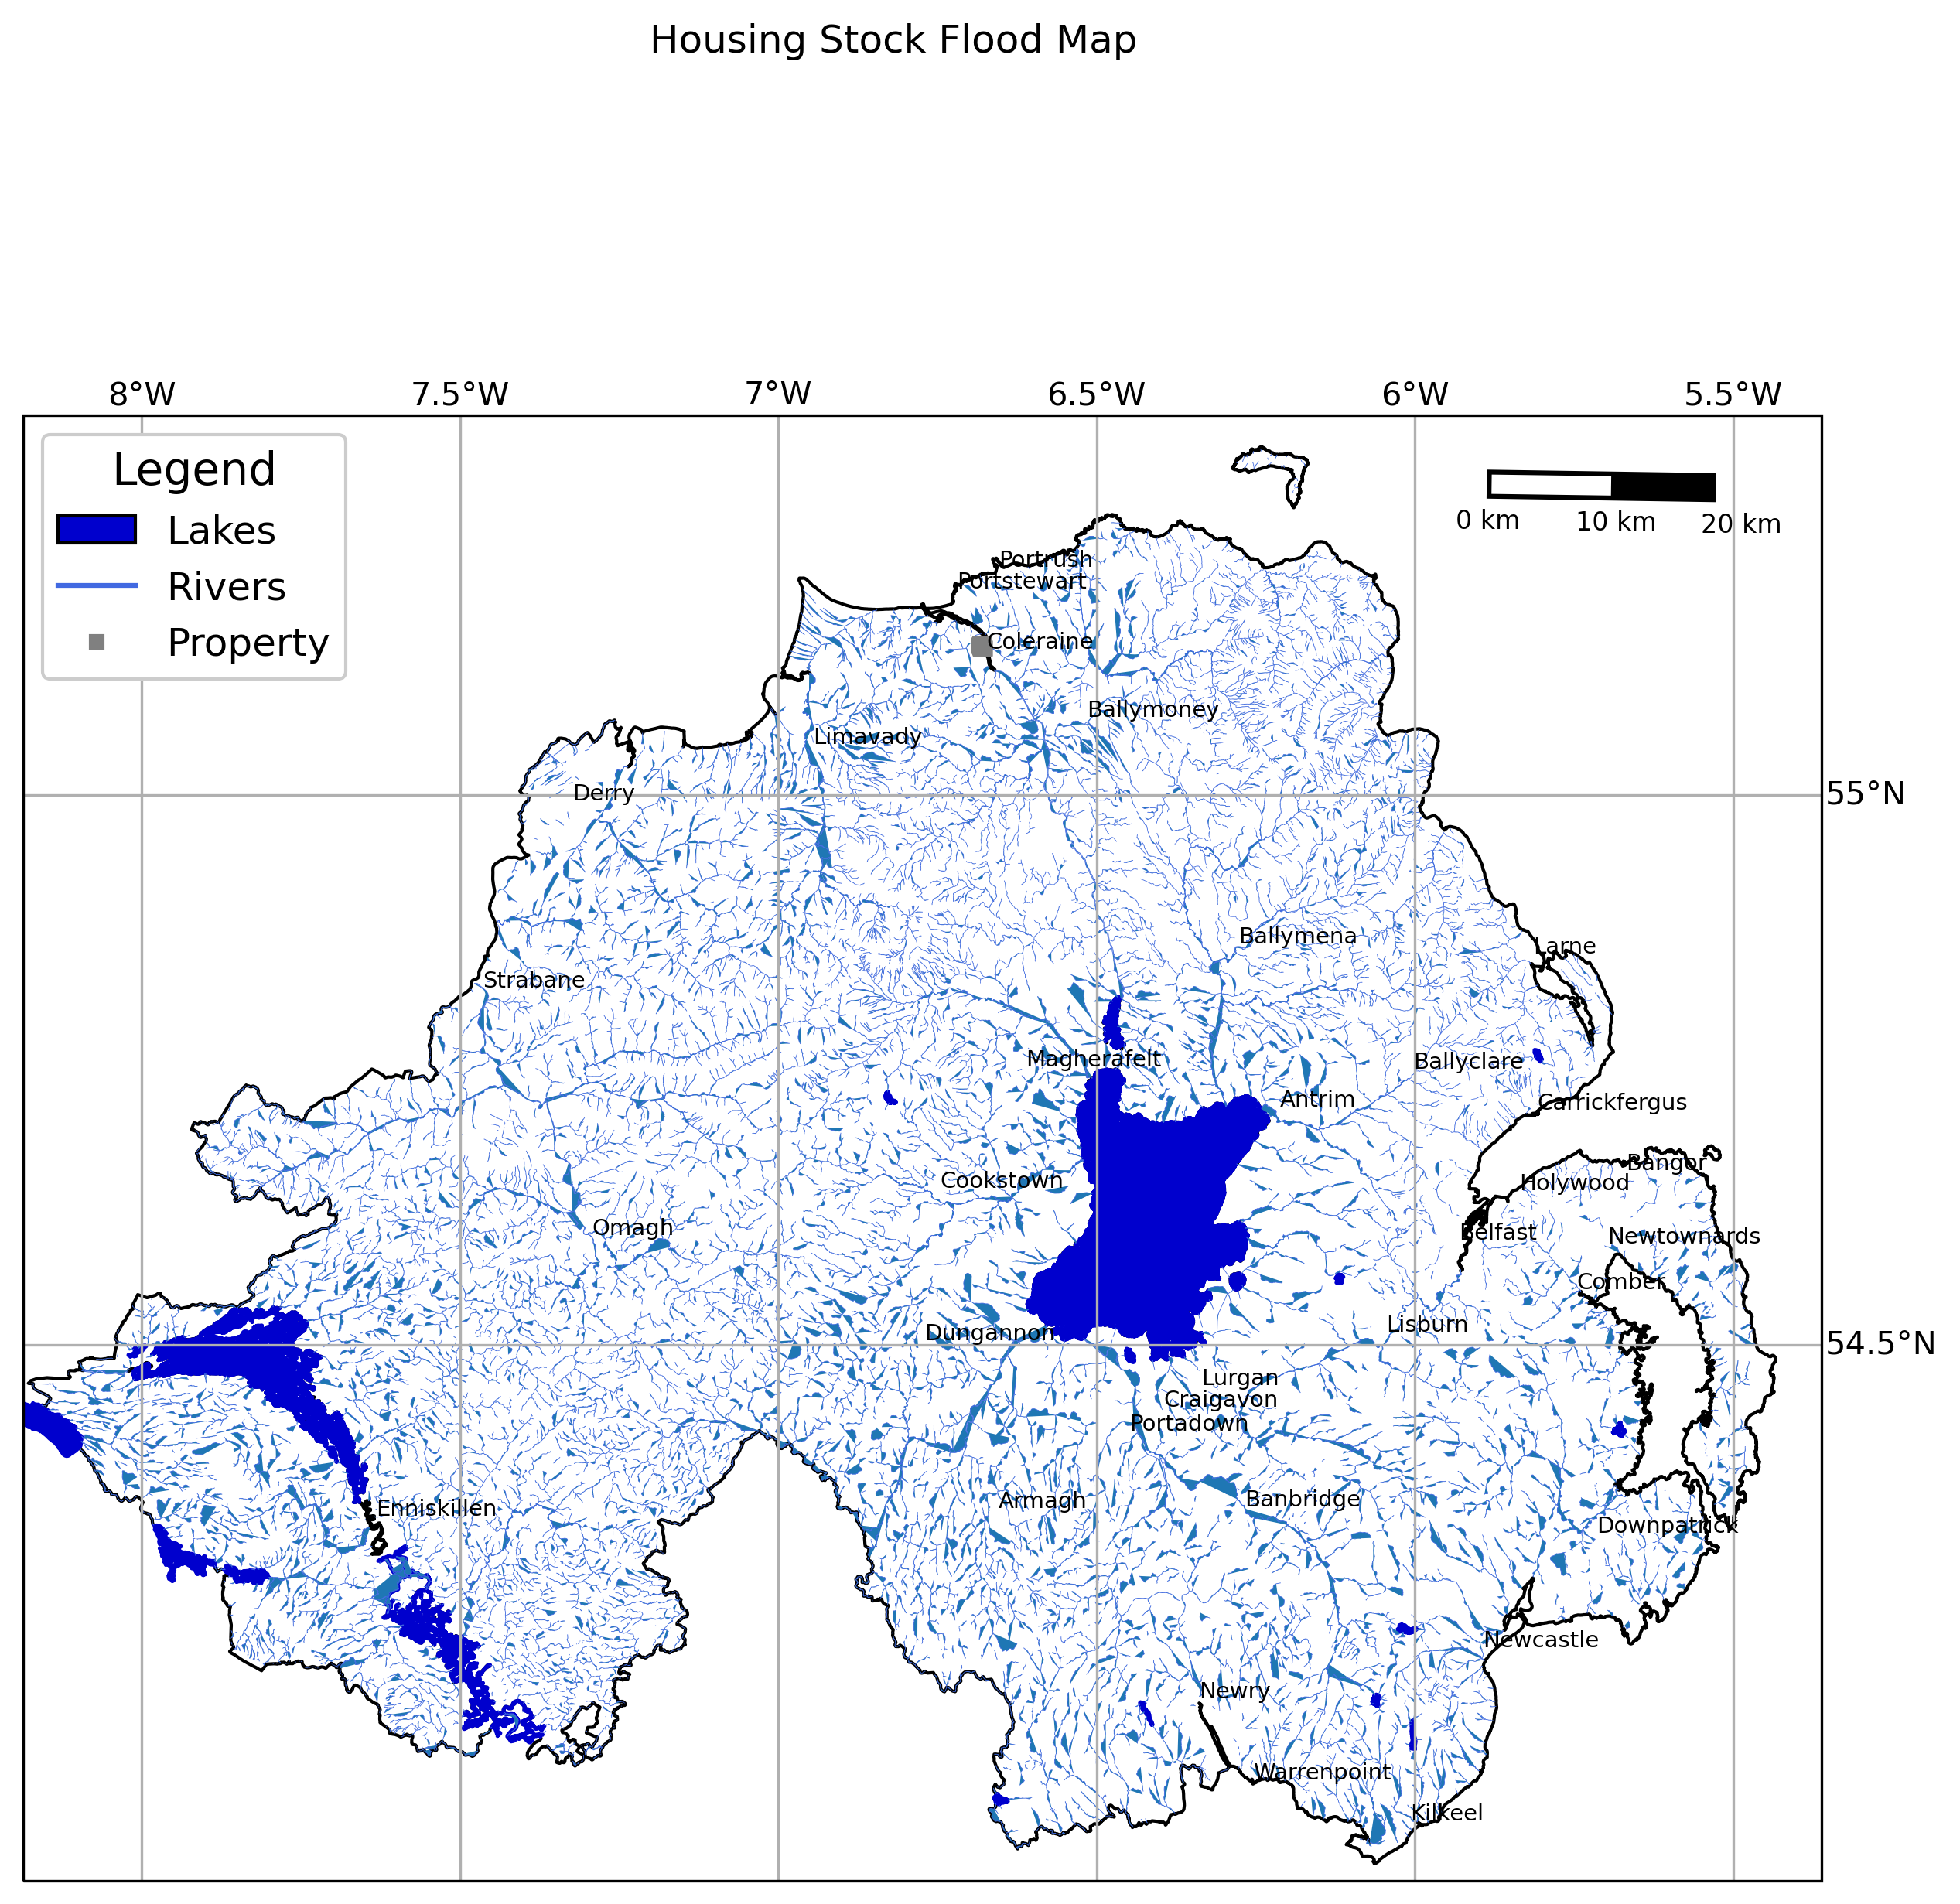 Housing Stock Flood Map
8°W 7.5°W 7°W 6.5°W 6°W 5.5°W
Legend
Lakes
Rivers
Property
0 km 10 km 20 km
Portrush
Portstewart
Coleraine
Ballymoney
Limavady
Derry
55°N
Ballymena
Larne
Strabane
Magherafelt
Ballyclare
Antrim
Carrickfergus
Bangor
Cookstown
Holywood
Omagh
Belfast
Newtownards
Comber
Lisburn
Dungannon
54.5°N
Lurgan
Craigavon
Portadown
Enniskillen
Armagh
Banbridge
Downpatrick
Newcastle
Newry
Warrenpoint
Kilkeel